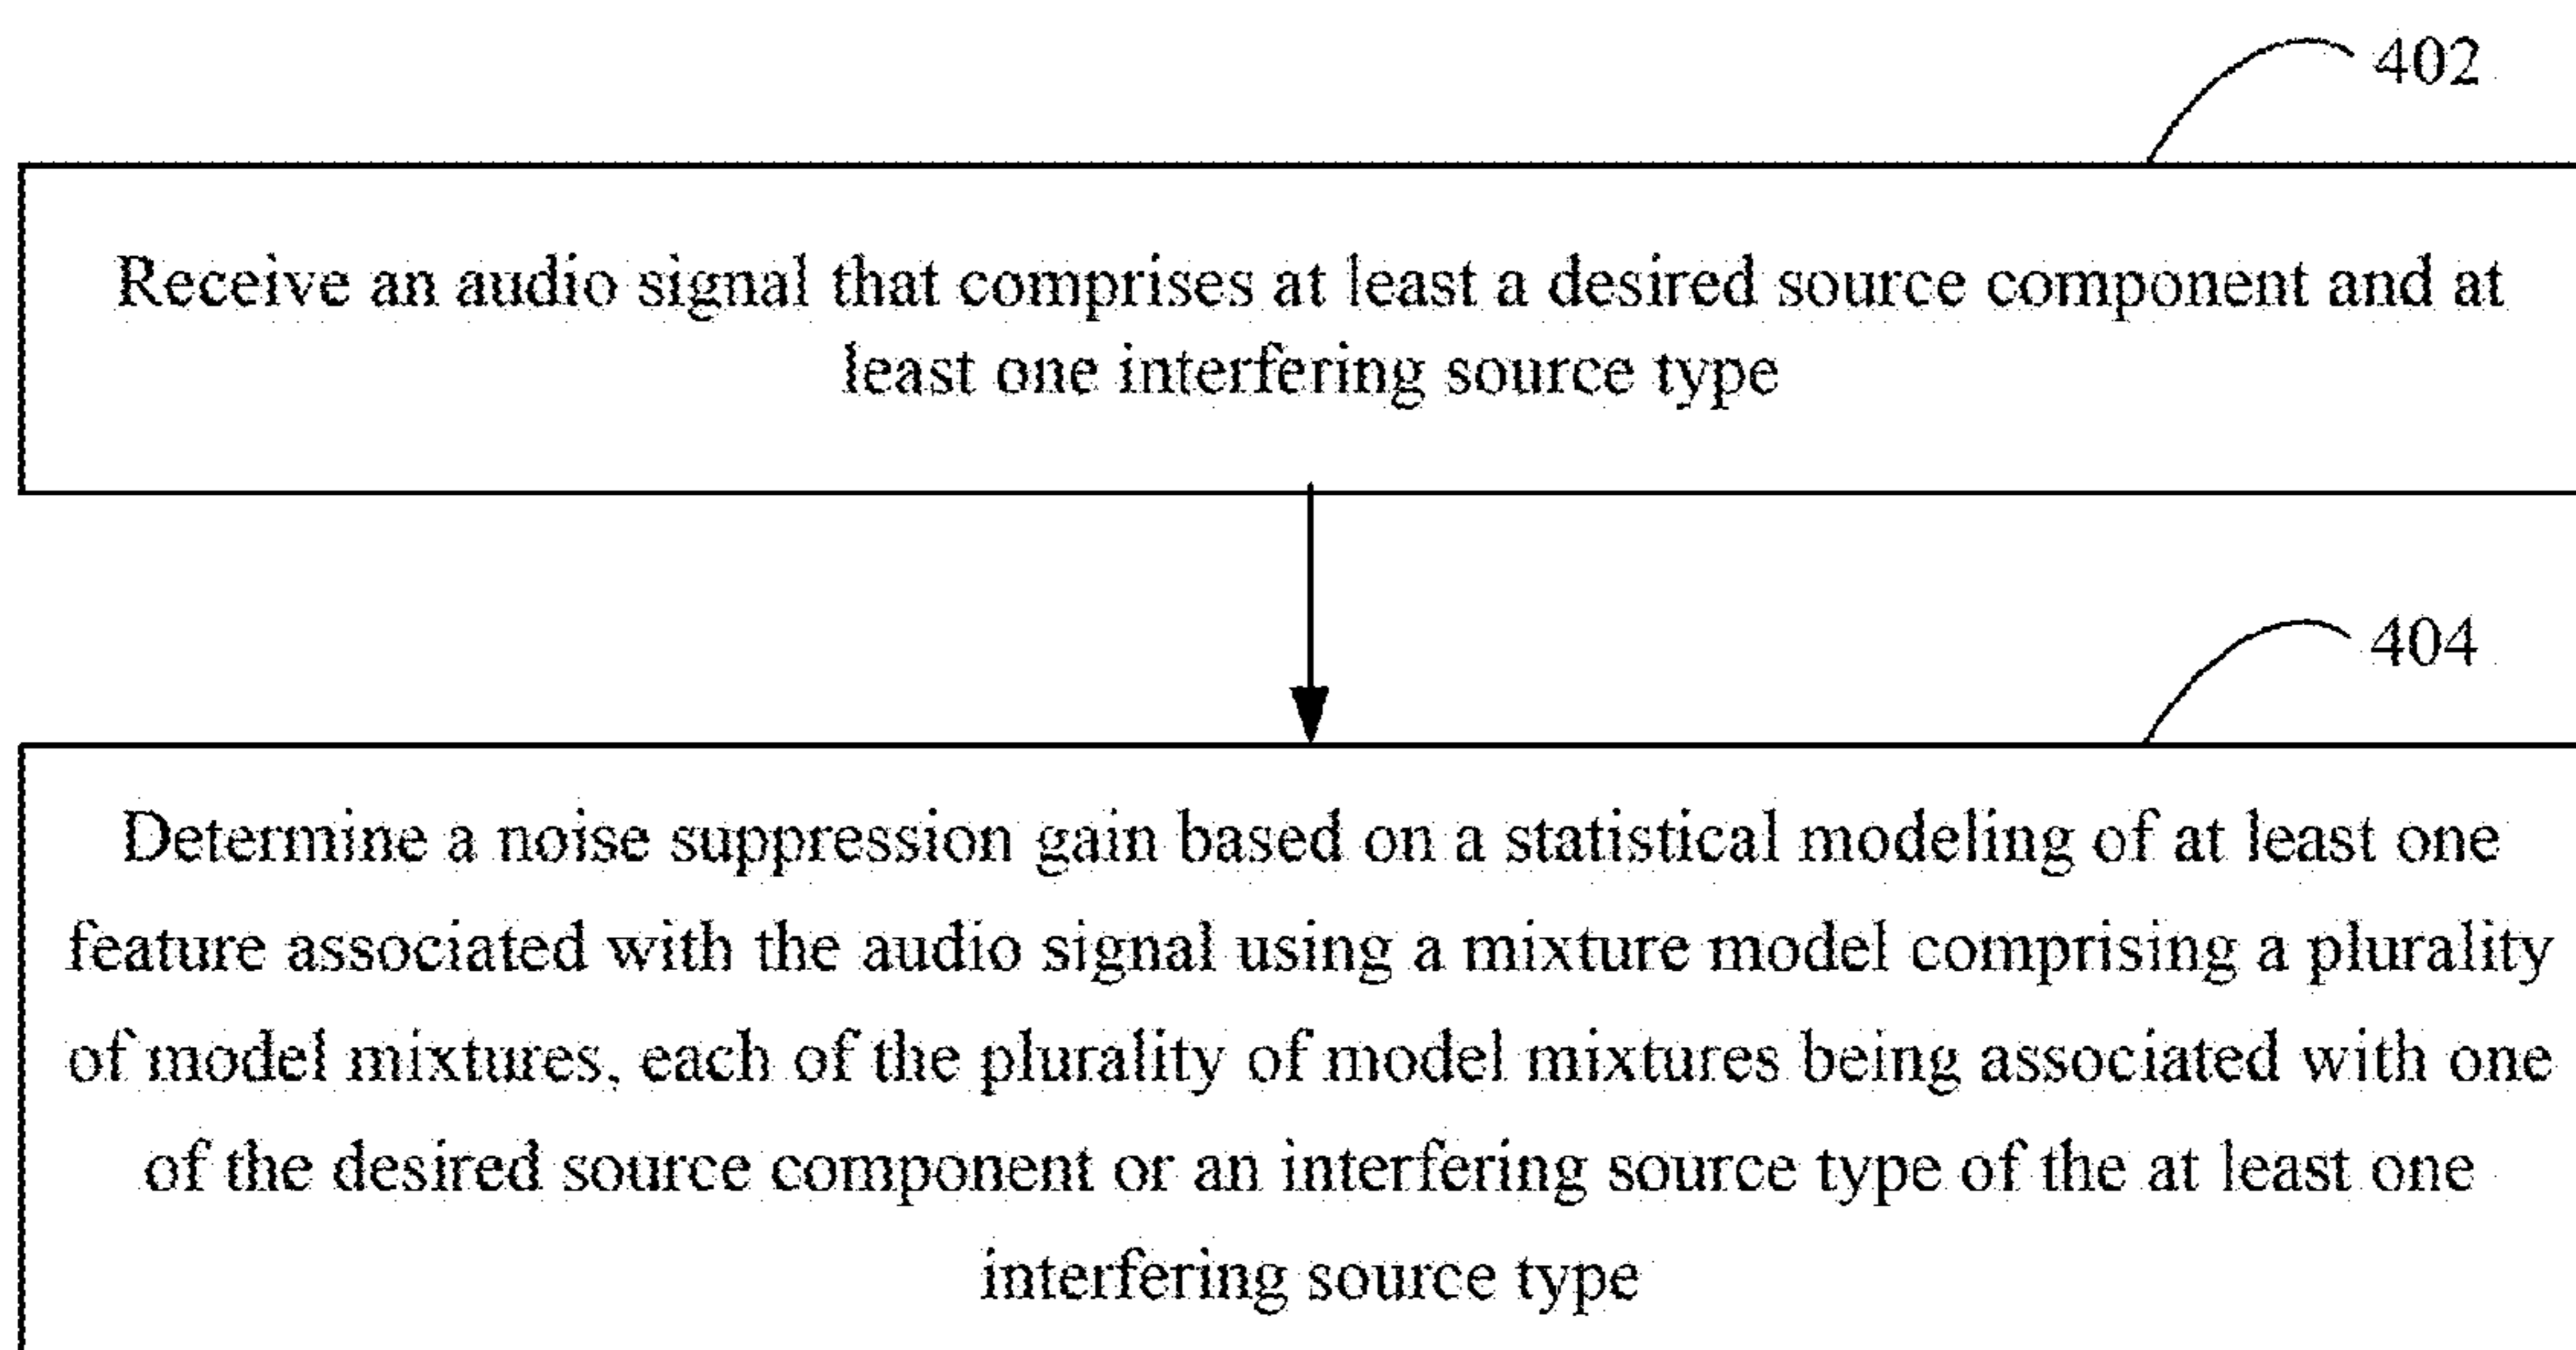 402
Receive an audio signal that comprises at least a desired source component and at
least one interfering source type
404
Determine a noise suppression gain based on a statistical modeling of at least one
feature associated with the audio signal using a mixture model comprising a plurality
of model mixtures, each of the plurality of model mixtures being associated with one
of the desired source component or an interfering source type of the at least one
interfering source type